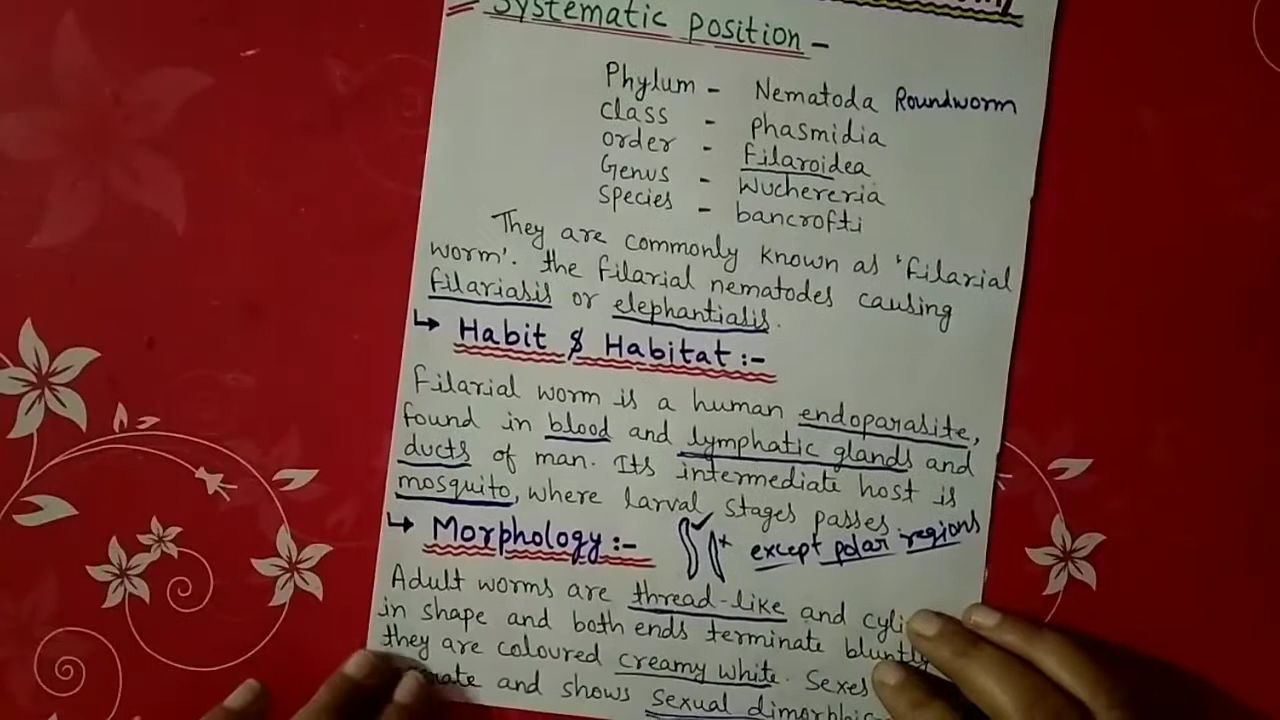 Systematic position -
Phylum - Nematoda Roundworm
class - phasmidia
order - Filaroidea
Genus - Wuchereria
species - bancrofti
They are commonly known as 'Filarial
worm'. The filarial nematodes causing
filariasis or elephantiasis.
↳ Habit & Habitat :-
Filarial worm is a human endoparasite,
found in blood and lymphatic glands and
ducts of man. Its intermediate host is
mosquito, where larval stages passes.
↳ Morphology :- except polar regions
Adult worms are thread-like and
in shape and both ends terminate bluntly
they are coloured creamy white. Sexes
and shows sexual